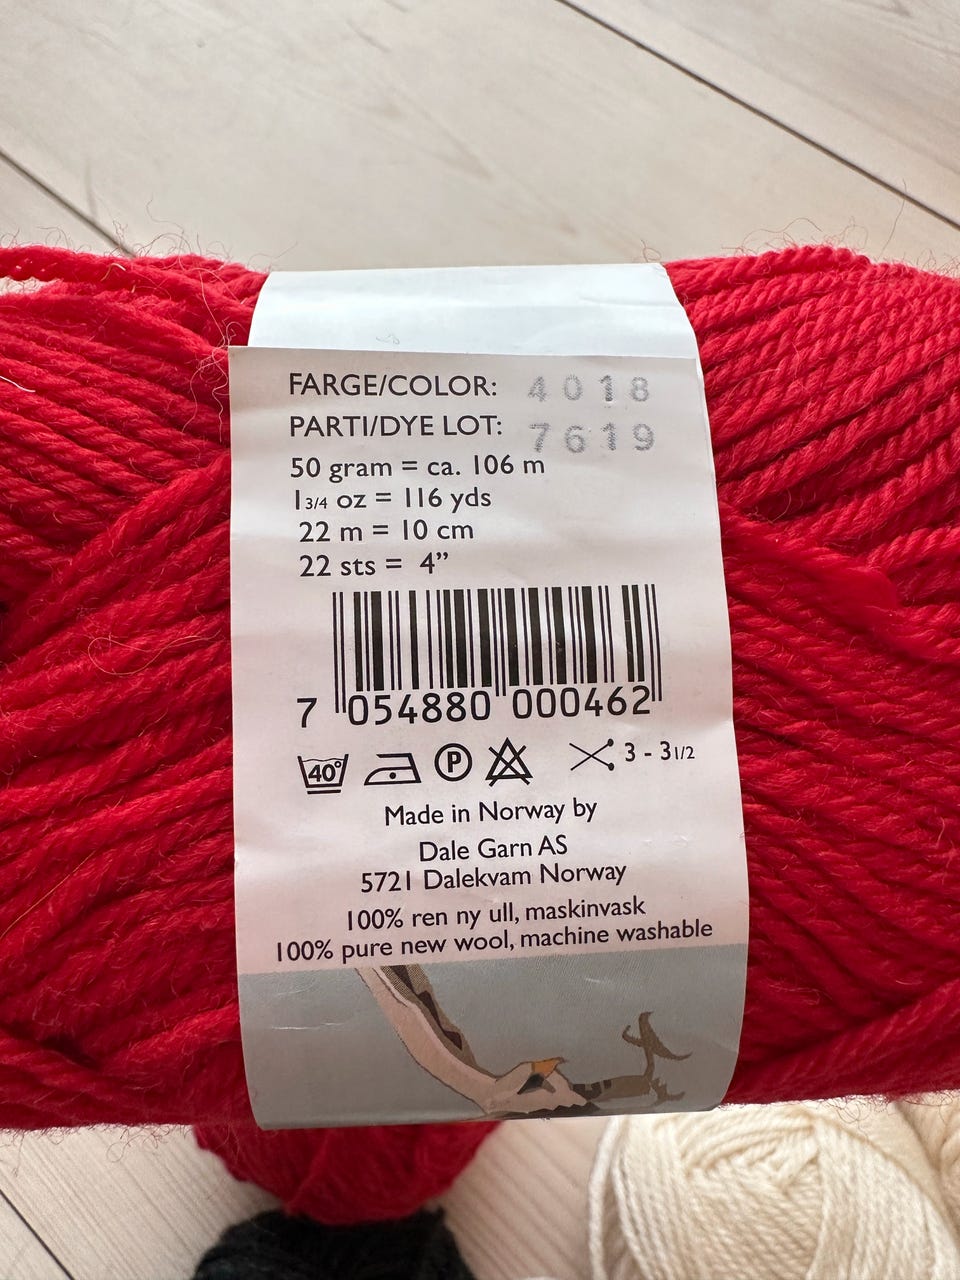 FARGE/COLOR: 4018
PARTI/DYE LOT: 7619
50 gram = ca. 106 m
1 3/4 oz = 116 yds
22 m = 10 cm
22 sts = 4”
7 054880 000462
40° P 3 - 3 1/2
Made in Norway by
Dale Garn AS
5721 Dalekvam Norway
100% ren ny ull, maskinvask
100% pure new wool, machine washable